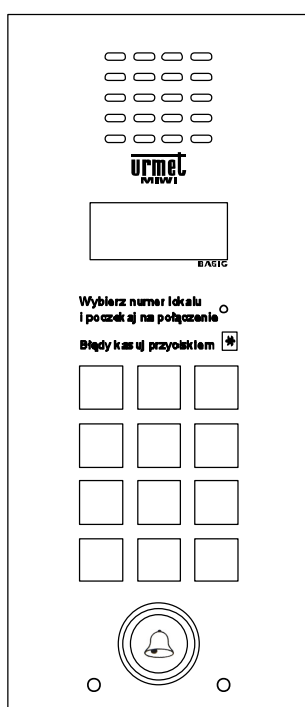 urmet
MIWI
BASIC
Wybierz numer lokalu
i poczekaj na połączenie
Błędy kasuj przyciskiem *